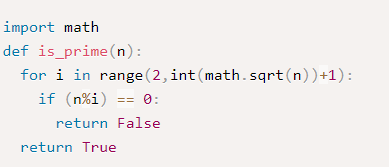 import math
def is_prime(n):
  for i in range(2,int(math.sqrt(n))+1):
    if (n%i) == 0:
      return False
  return True